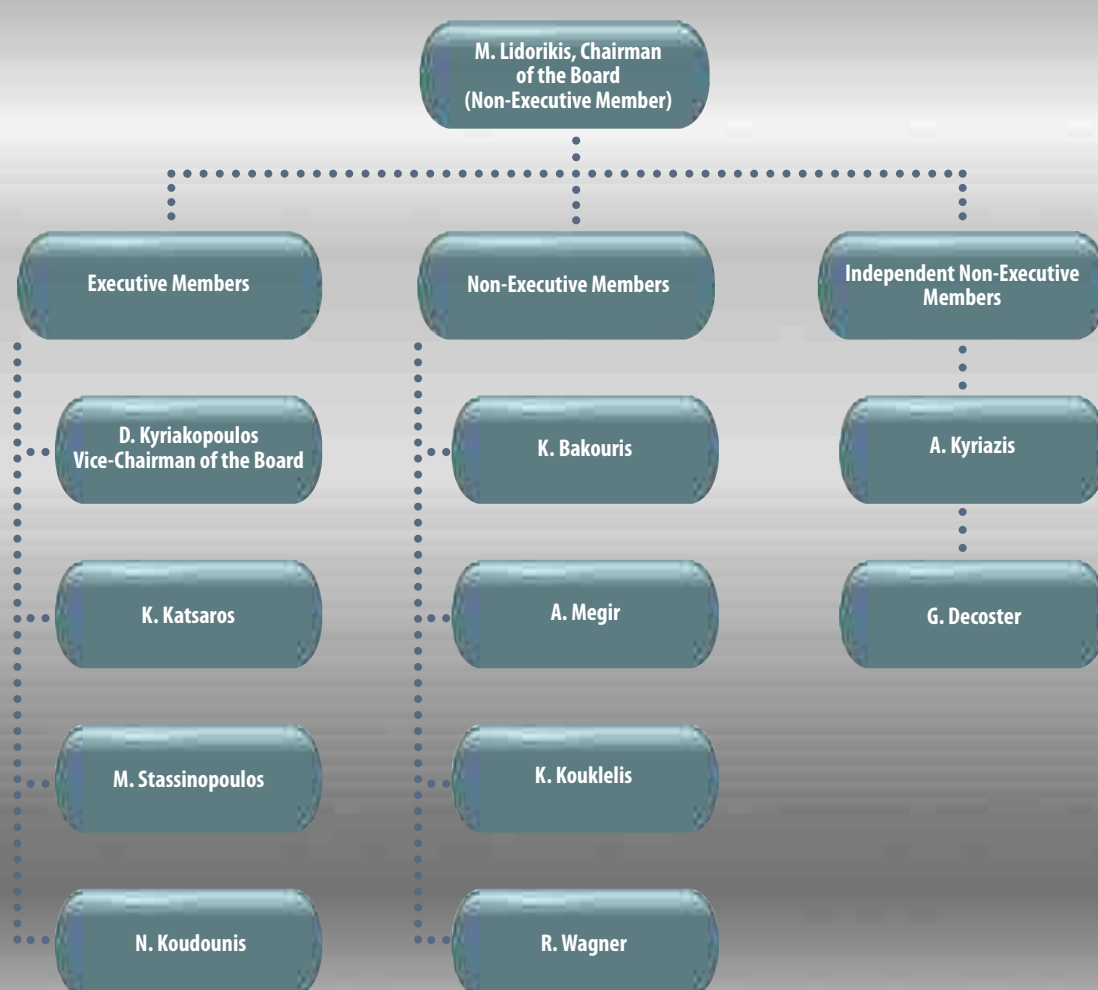 M. Lidorikis, Chairman
of the Board
(Non-Executive Member)
Executive Members
Non-Executive Members
Independent Non-Executive
Members
D. Kyriakopoulos
Vice-Chairman of the Board
K. Bakouris
A. Kyriazis
K. Katsaros
A. Megir
G. Decoster
M. Stassinopoulos
K. Kouklelis
N. Koudounis
R. Wagner